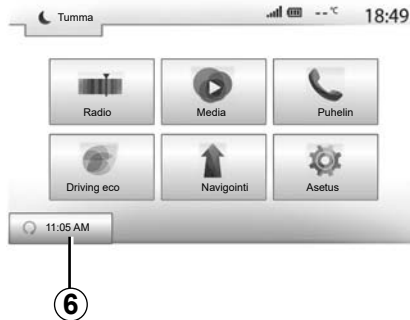 Tumma
--°C
18:49
Radio
Media
Puhelin
Driving eco
Navigointi
Asetus
11:05 AM
6